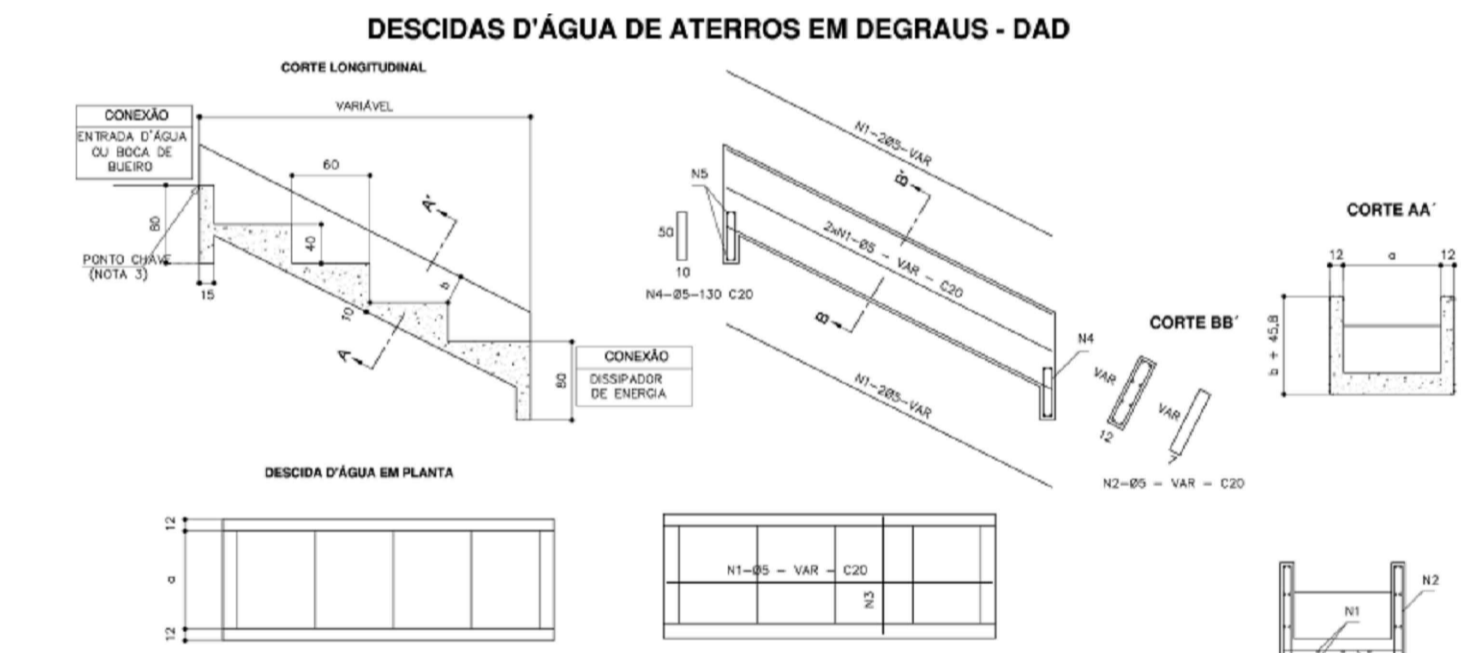 DESCIDAS D'ÁGUA DE ATERROS EM DEGRAUS - DAD
CORTE LONGITUDINAL
CONEXÃO
ENTRADA D'ÁGUA
OU BOCA DE
BUEIRO
VARIÁVEL
60
80
40
PONTO CHAVE
(NOTA 3)
15
10
b
A'
A
80
CONEXÃO
DISSIPADOR
DE ENERGIA
N1-2Ø5-VAR
B'
N5
50
10
N4-Ø5-130 C20
2xN1-Ø5 - VAR - C20
B
N1-2Ø5-VAR
N4
CORTE BB´
VAR
12
VAR
7
N2-Ø5 - VAR - C20
CORTE AA´
12
a
12
b + 45,8
DESCIDA D'ÁGUA EM PLANTA
12
a
12
N1-Ø5 - VAR - C20
N3
N2
N1